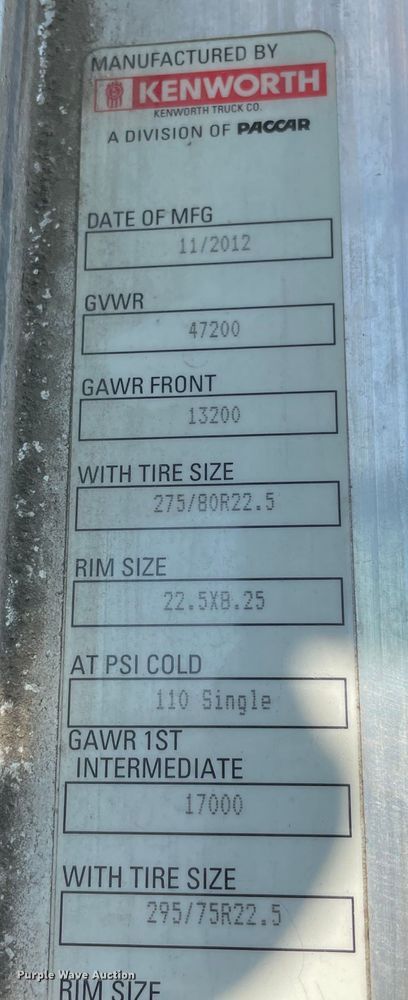 MANUFACTURED BY
KENWORTH
KENWORTH TRUCK CO.
A DIVISION OF PACCAR
DATE OF MFG
11/2012
GVWR
47200
GAWR FRONT
13200
WITH TIRE SIZE
275/80R22.5
RIM SIZE
22.5X8.25
AT PSI COLD
110 Single
GAWR 1ST
INTERMEDIATE
17000
WITH TIRE SIZE
295/75R22.5
RIM SIZE
Purple Wave Auction